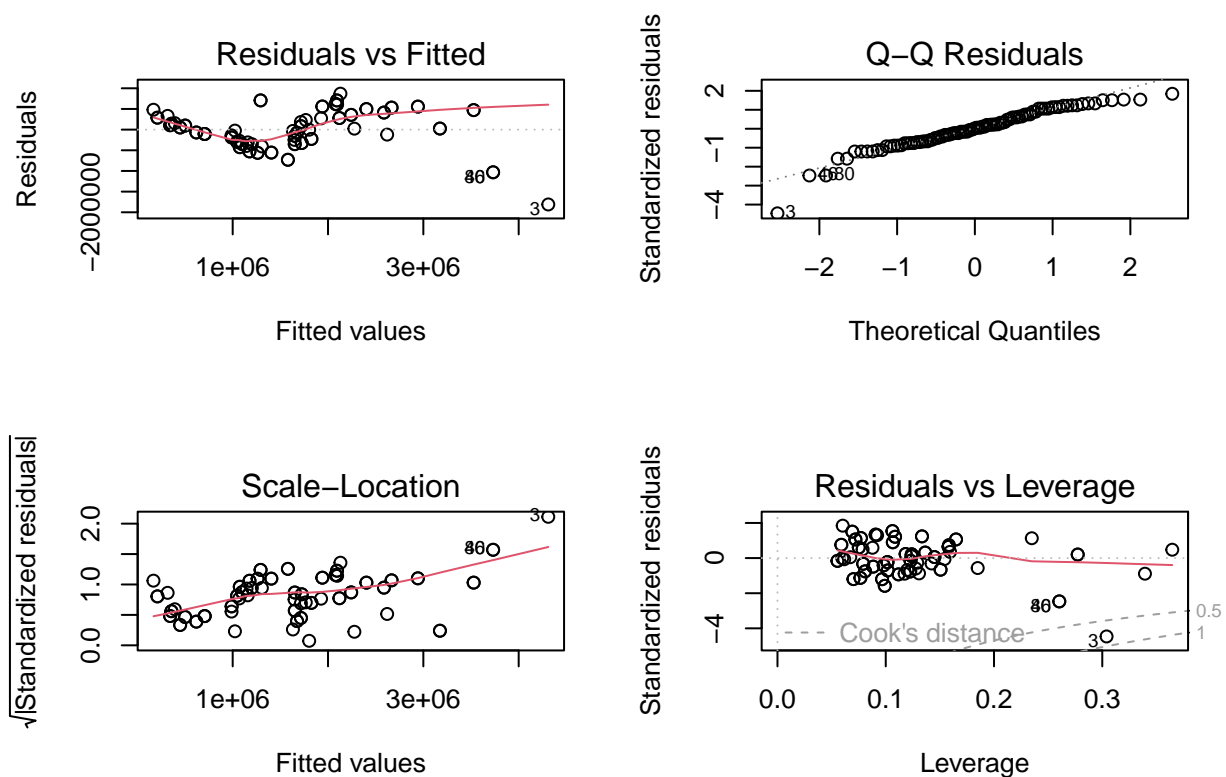 Residuals vs Fitted
Residuals
−2000000
3
1e+06
3e+06
Fitted values
Q−Q Residuals
Standardized residuals
−4
−1
2
3
−2
−1
0
1
2
Theoretical Quantiles
Scale−Location
√|Standardized residuals|
0.0
1.0
2.0
3
1e+06
3e+06
Fitted values
Residuals vs Leverage
Standardized residuals
−4
0
3
Cook's distance
0.5
1
0.0
0.1
0.2
0.3
Leverage